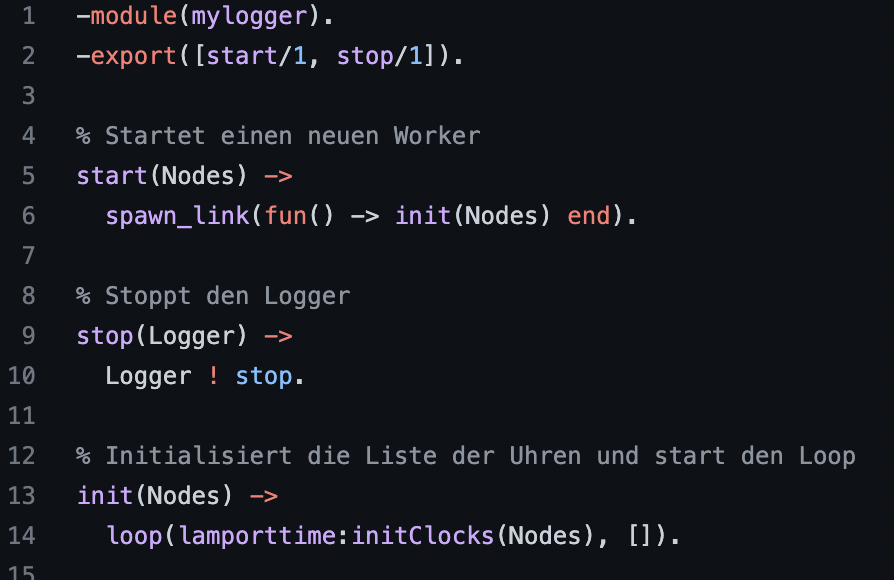 1 -module(mylogger).
2 -export([start/1, stop/1]).
3
4 % Startet einen neuen Worker
5 start(Nodes) ->
6 spawn_link(fun() -> init(Nodes) end).
7
8 % Stoppt den Logger
9 stop(Logger) ->
10 Logger ! stop.
11
12 % Initialisiert die Liste der Uhren und start den Loop
13 init(Nodes) ->
14 loop(lamporttime:initClocks(Nodes), []).
15